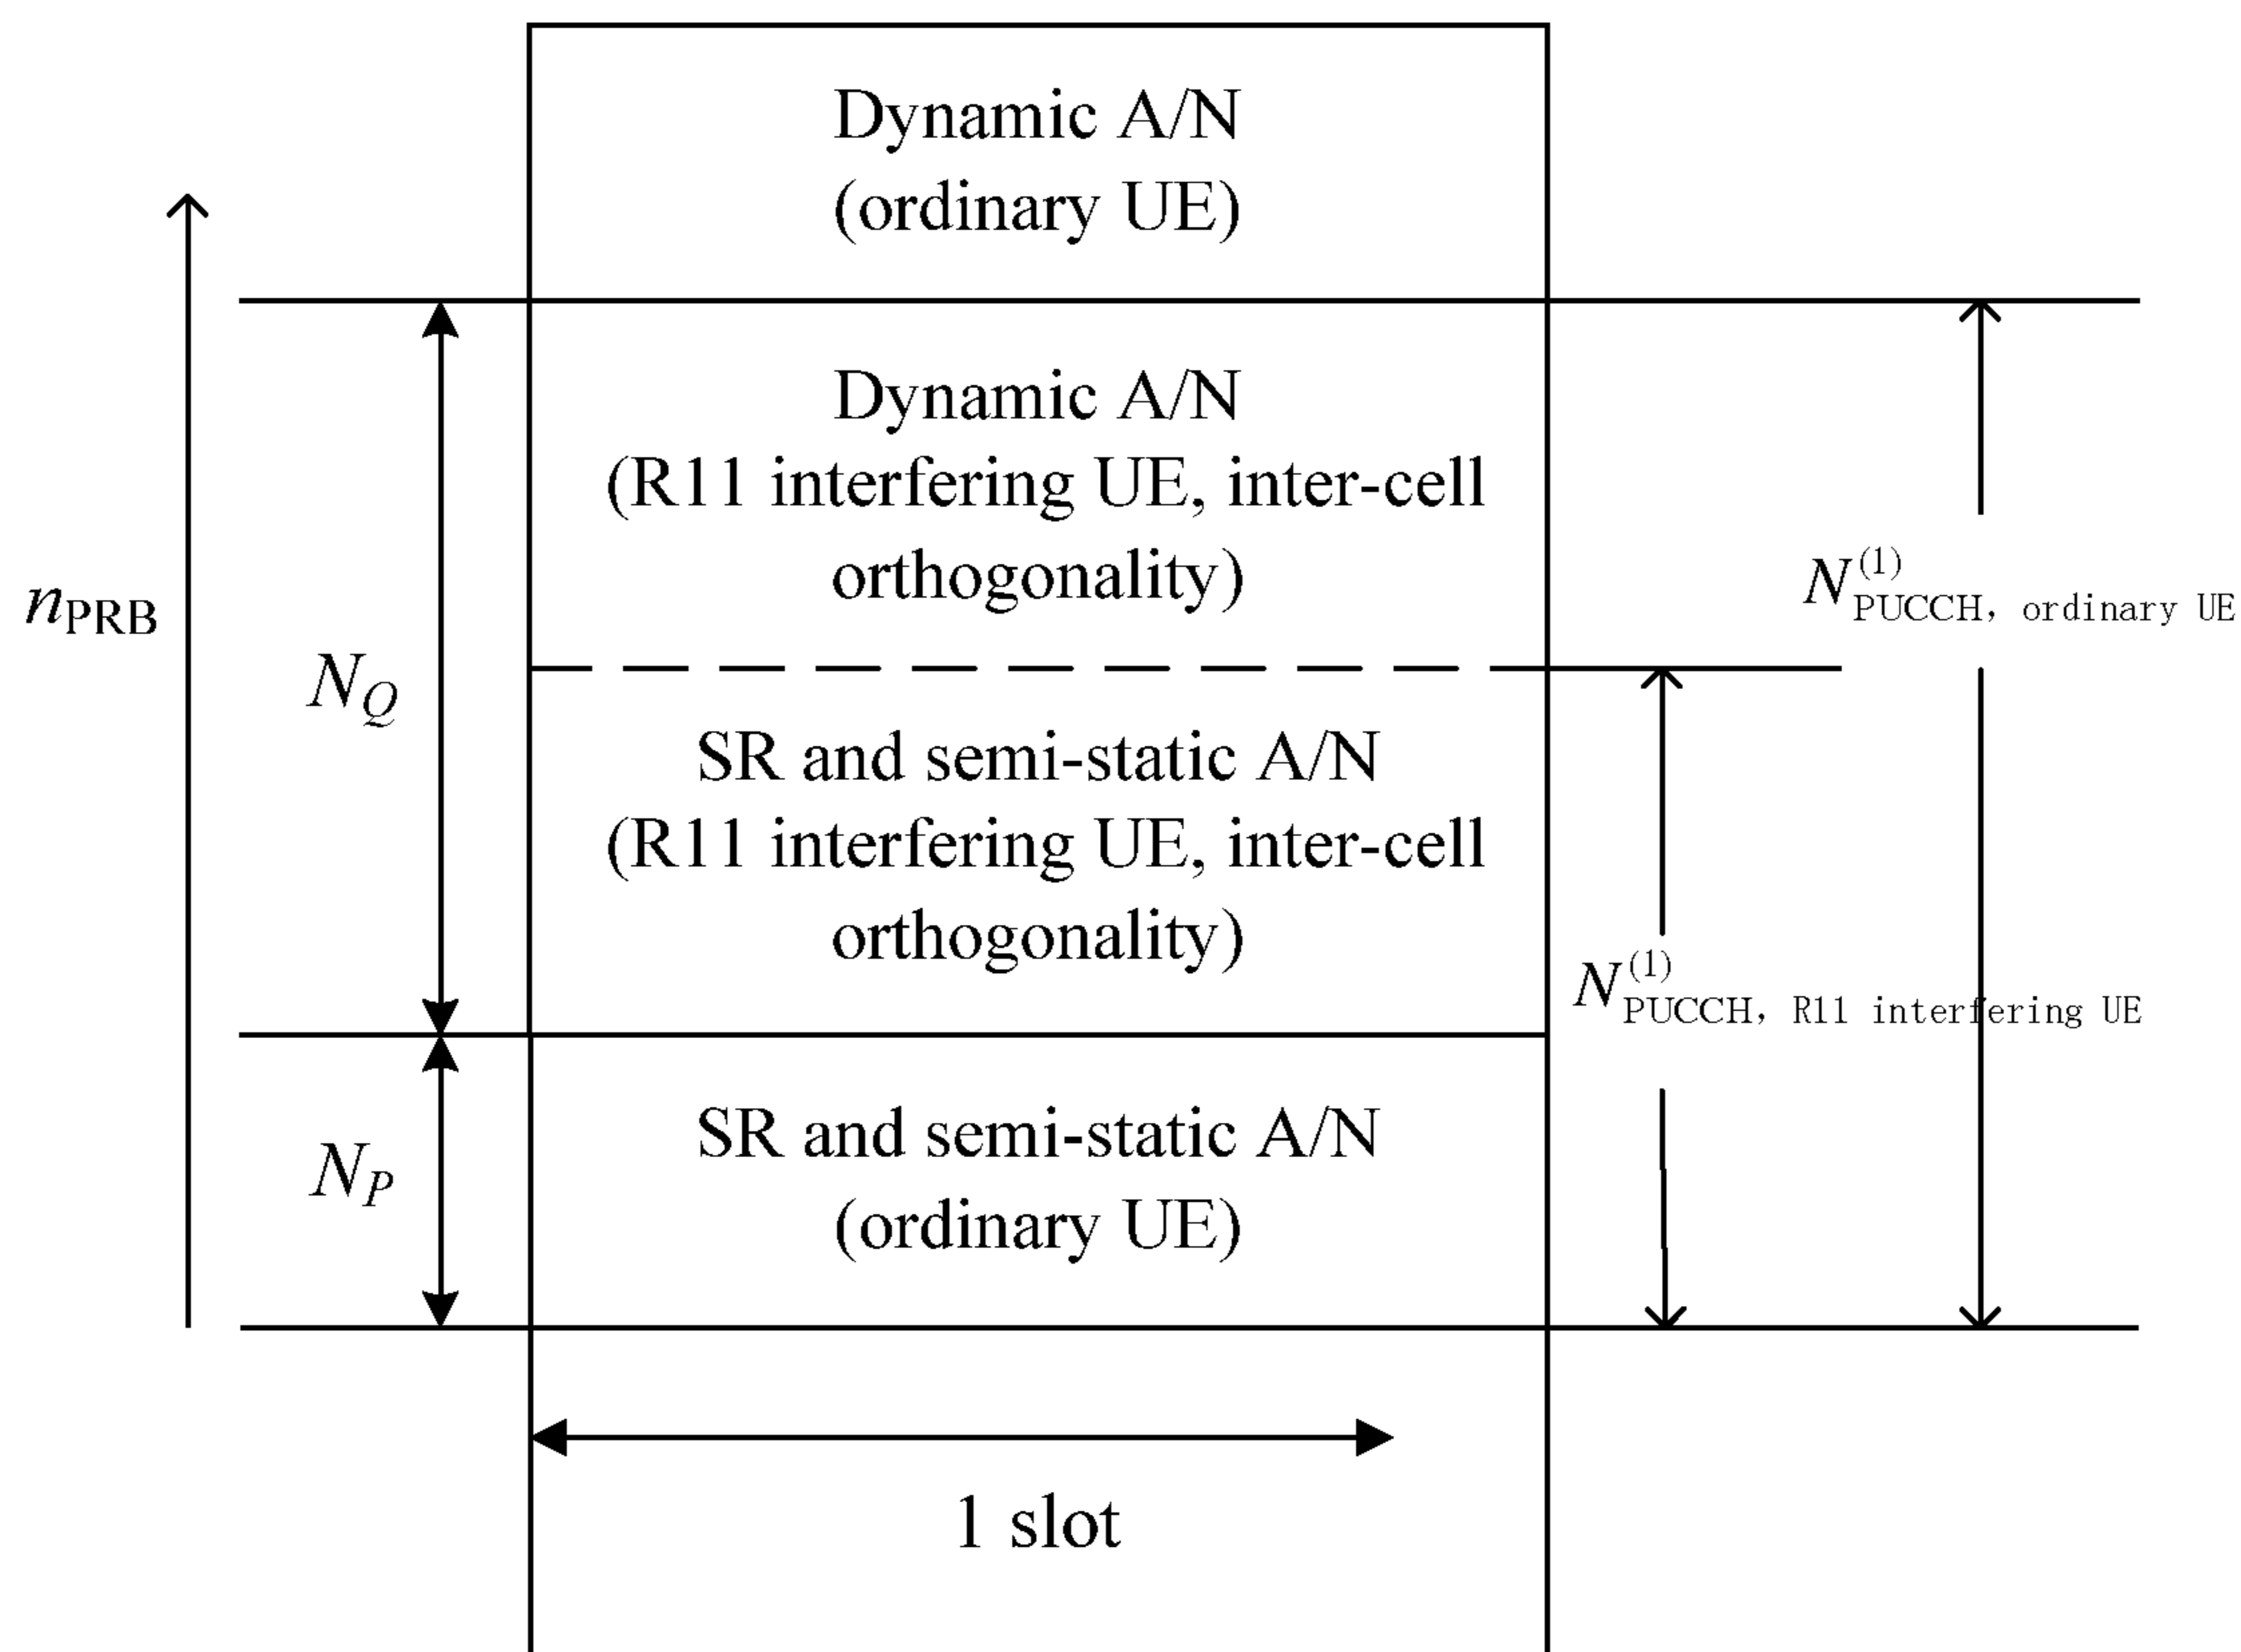 Dynamic A/N
(ordinary UE)
Dynamic A/N
(R11 interfering UE, inter-cell
orthogonality)
n_PRB
N_Q
N^(1)_PUCCH, ordinary UE
SR and semi-static A/N
(R11 interfering UE, inter-cell
orthogonality)
N^(1)_PUCCH, R11 interfering UE
N_P
SR and semi-static A/N
(ordinary UE)
1 slot